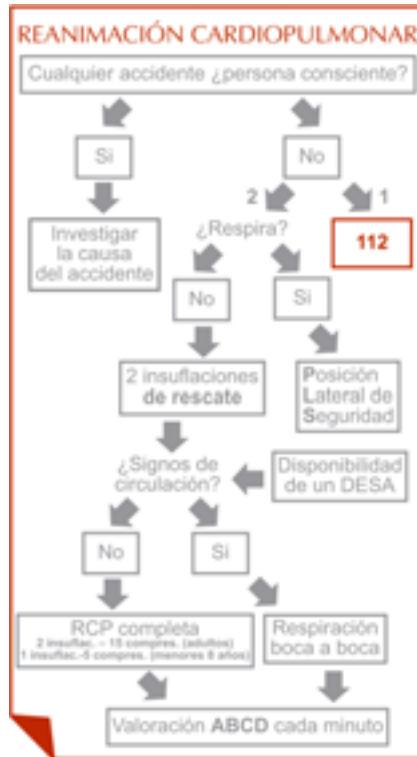 REANIMACIÓN CARDIOPULMONAR
Cualquier accidente ¿persona consciente?
Si
No
2
1
¿Respira?
112
Investigar
la causa
del accidente
No
Si
2 insuflaciones
de rescate
Posición
Lateral de
Seguridad
¿Signos de
circulación?
Disponibilidad
de un DESA
No
Si
RCP completa
2 insuflac. – 15 compres. (adultos)
1 insuflac.-5 compres. (menores 8 años)
Respiración
boca a boca
Valoración ABCD cada minuto